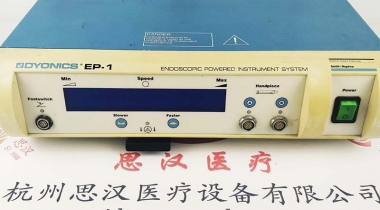 DYONICS EP-1
ENDOSCOPIC POWERED INSTRUMENT SYSTEM
Min Speed Max
Footswitch
Handpiece
Power
Slower Faster
思汉医疗
杭州思汉医疗设备有限公司